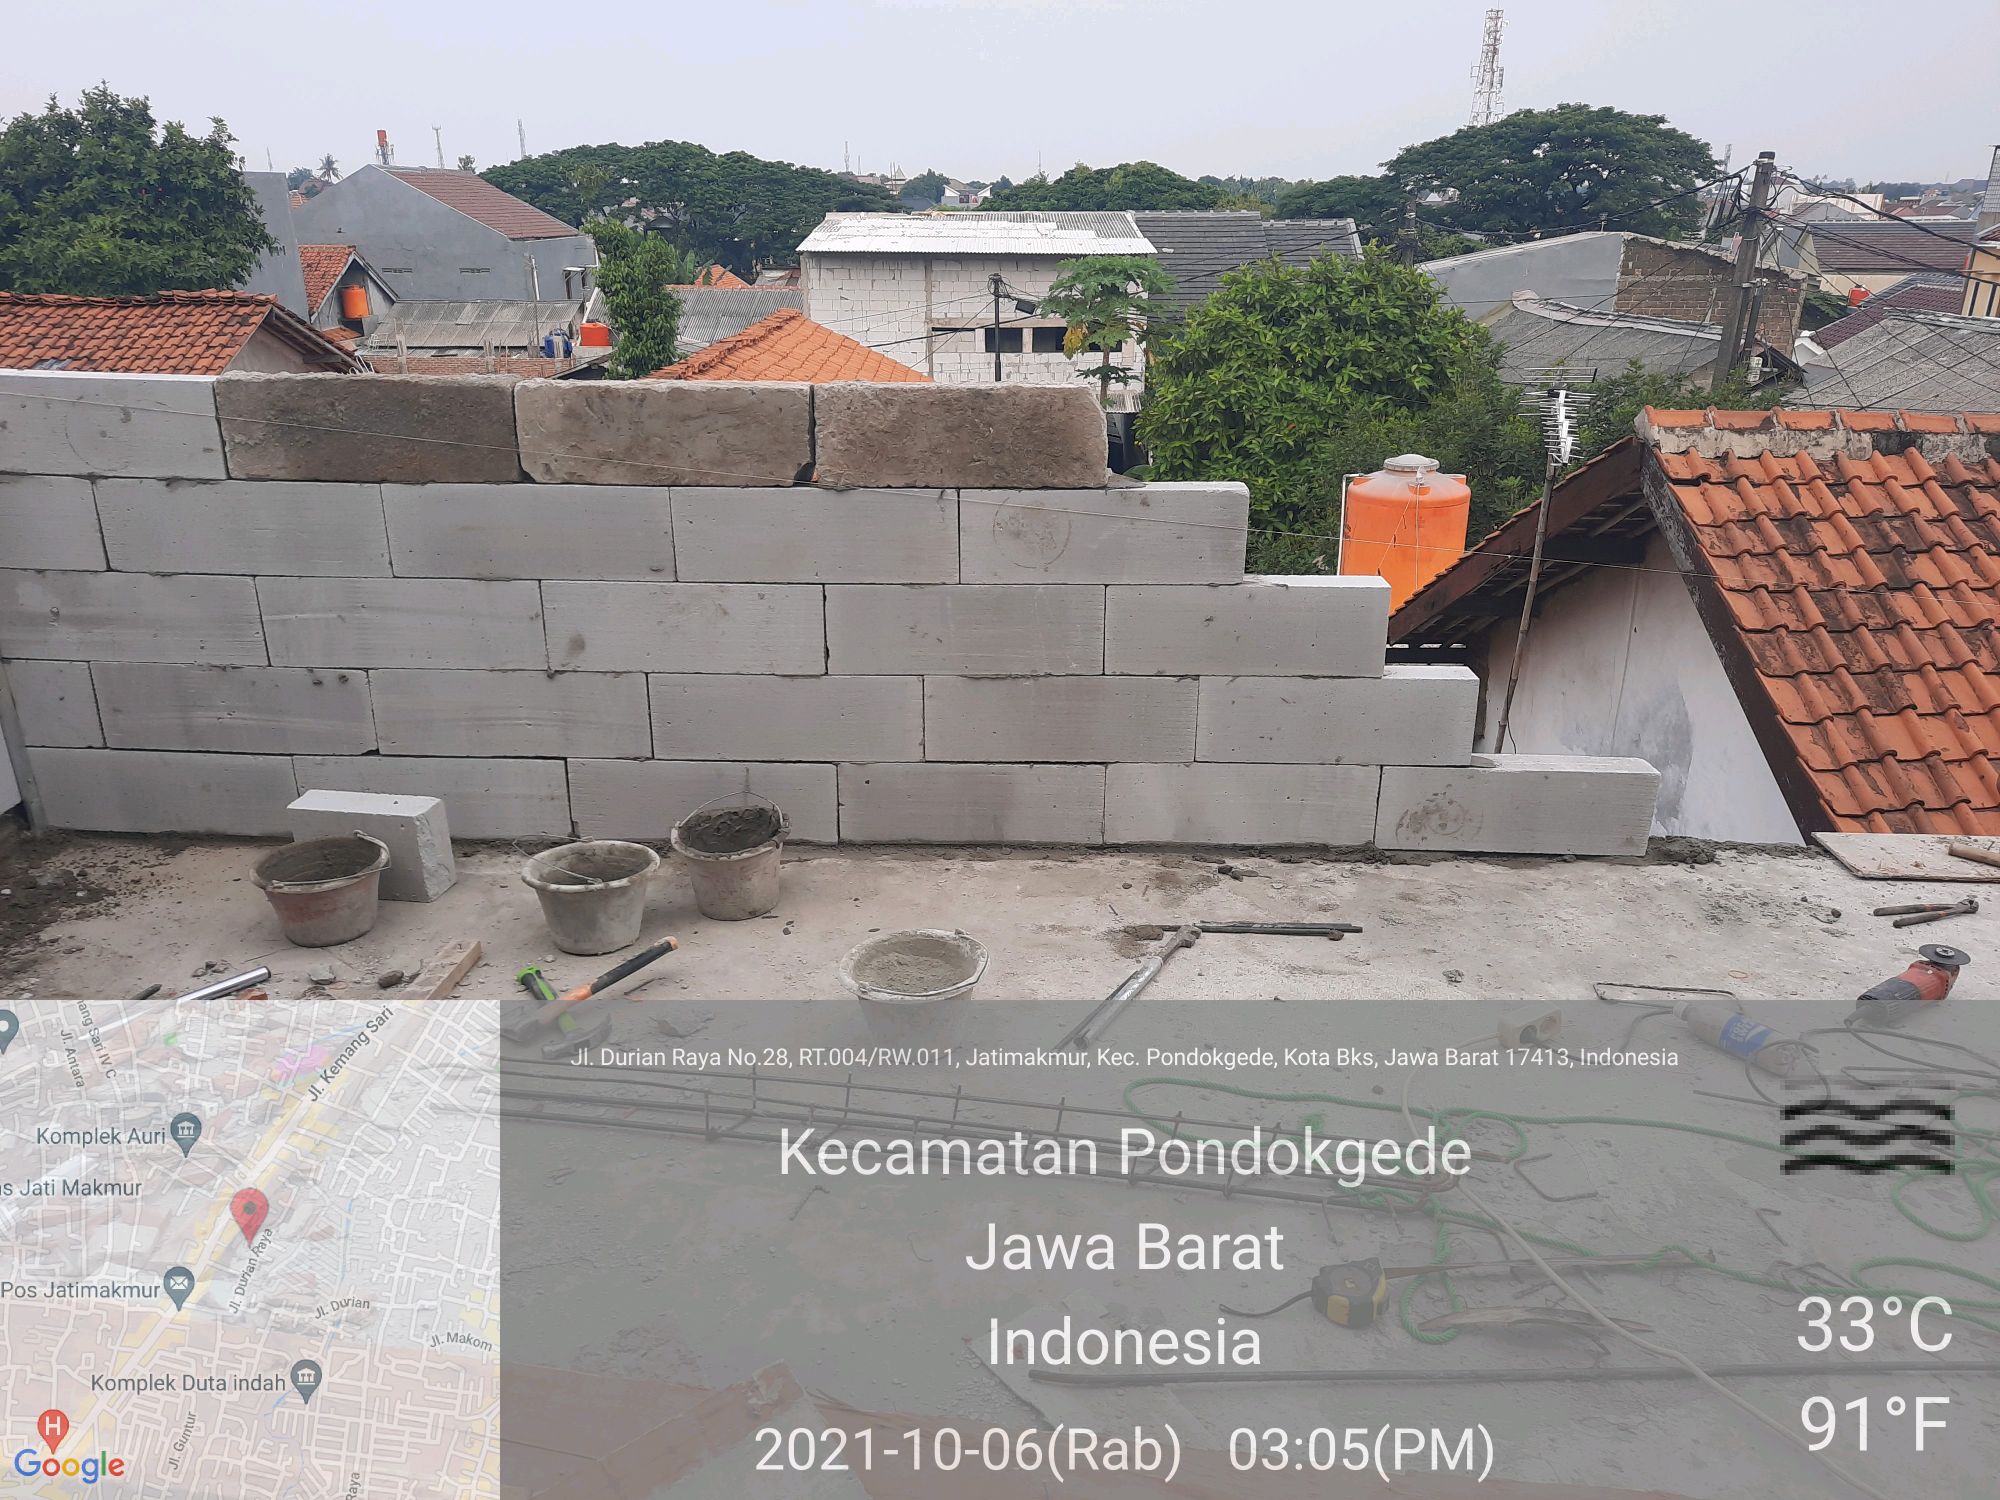 Jl. Durian Raya No.28, RT.004/RW.011, Jatimakmur, Kec. Pondokgede, Kota Bks, Jawa Barat 17413, Indonesia
Kecamatan Pondokgede
Jawa Barat
Indonesia
2021-10-06(Rab) 03:05(PM)
33°C
91°F
Jl. Antara
Jl. Kemang Sari
Komplek Auri
Jati Makmur
Jl. Durian Raya
Pos Jatimakmur
Jl. Durian
Jl. Makom
Komplek Duta indah
Jl. Guntur
Raya
H
Google